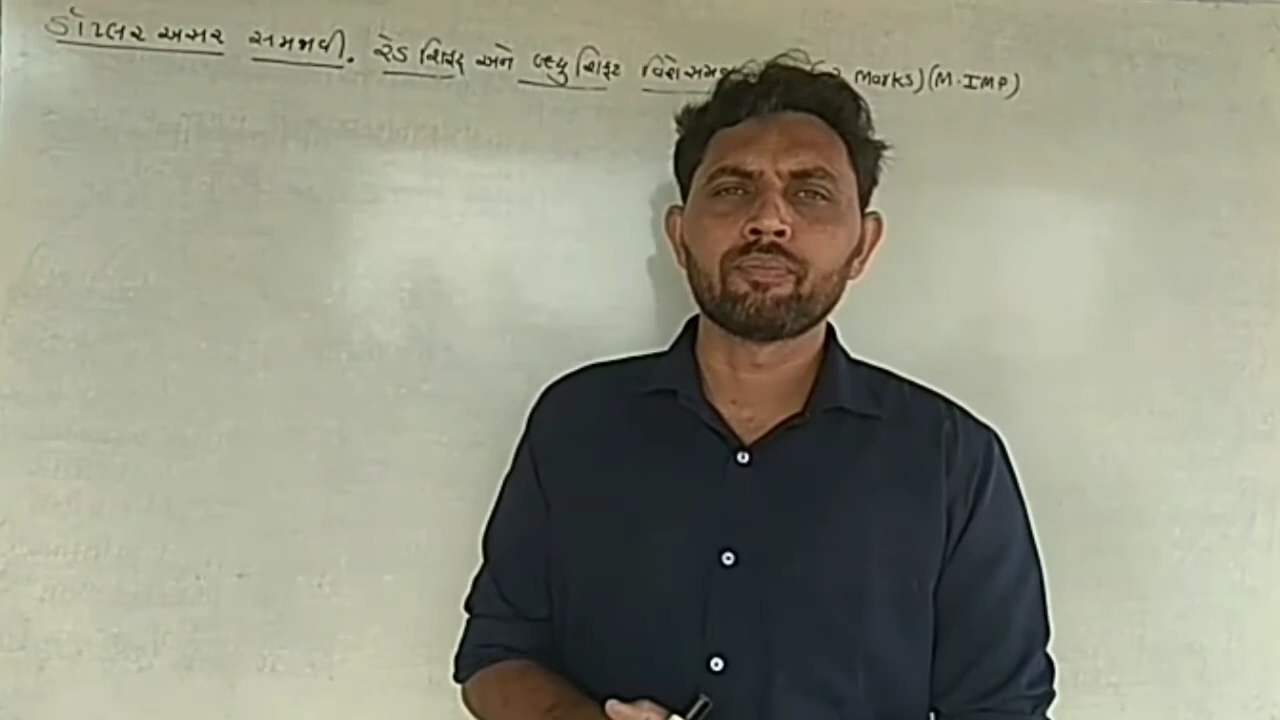 ડૉપ્લર અસર સમજાવી. રેડ શિફ્ટ અને બ્લ્યુ શિફ્ટ વિશે Marks) (M.IMP)